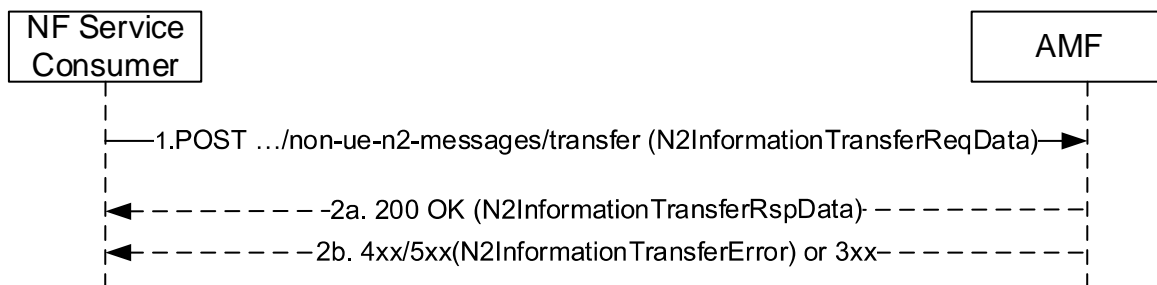 NF Service
Consumer
AMF
1.POST …/non-ue-n2-messages/transfer (N2InformationTransferReqData)
2a. 200 OK (N2InformationTransferRspData)
2b. 4xx/5xx(N2InformationTransferError) or 3xx